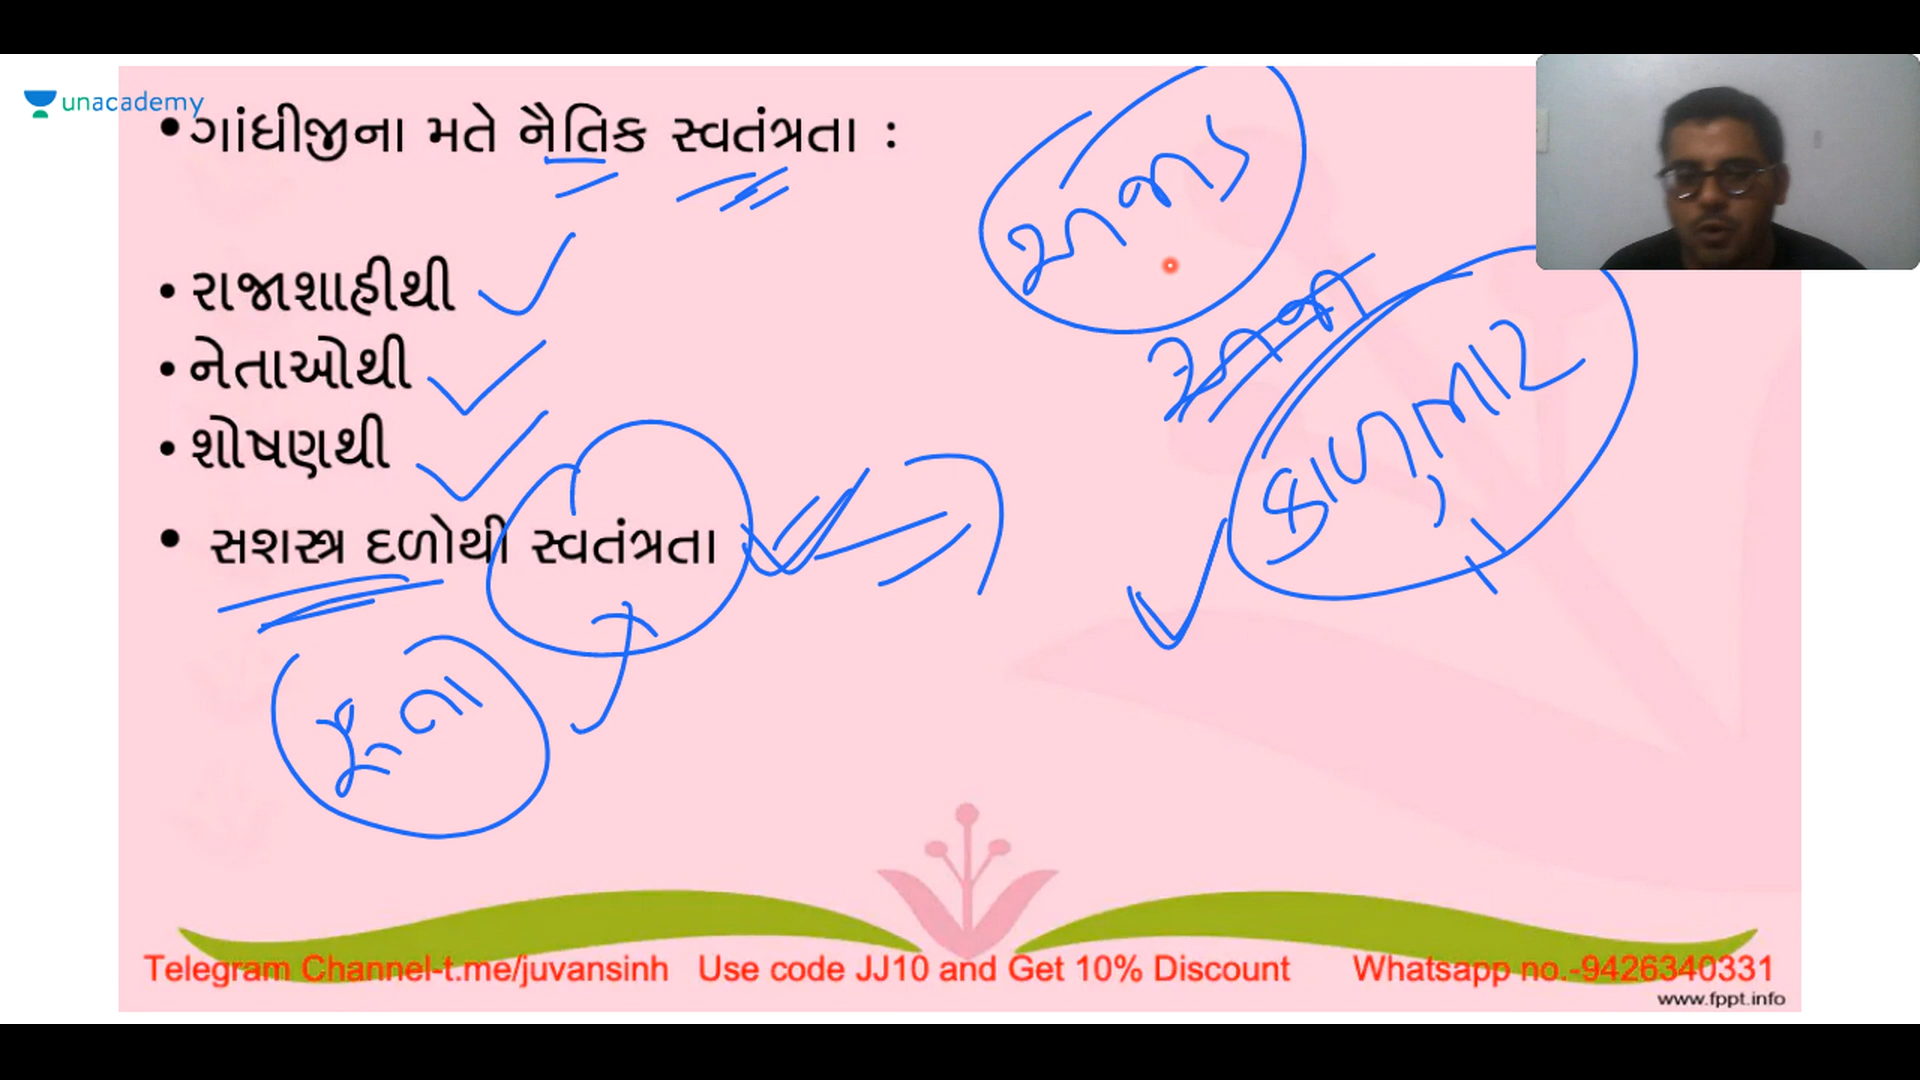 unacademy
•ગાંધીજીના મતે નૈતિક સ્વતંત્રતા :
• રાજાશાહીથી
• નેતાઓથી
• શોષણથી
• સશસ્ત્ર દળોથી સ્વતંત્રતા
Telegram Channel-t.me/juvansinh Use code JJ10 and Get 10% Discount Whatsapp no.-9426340331
www.fppt.info